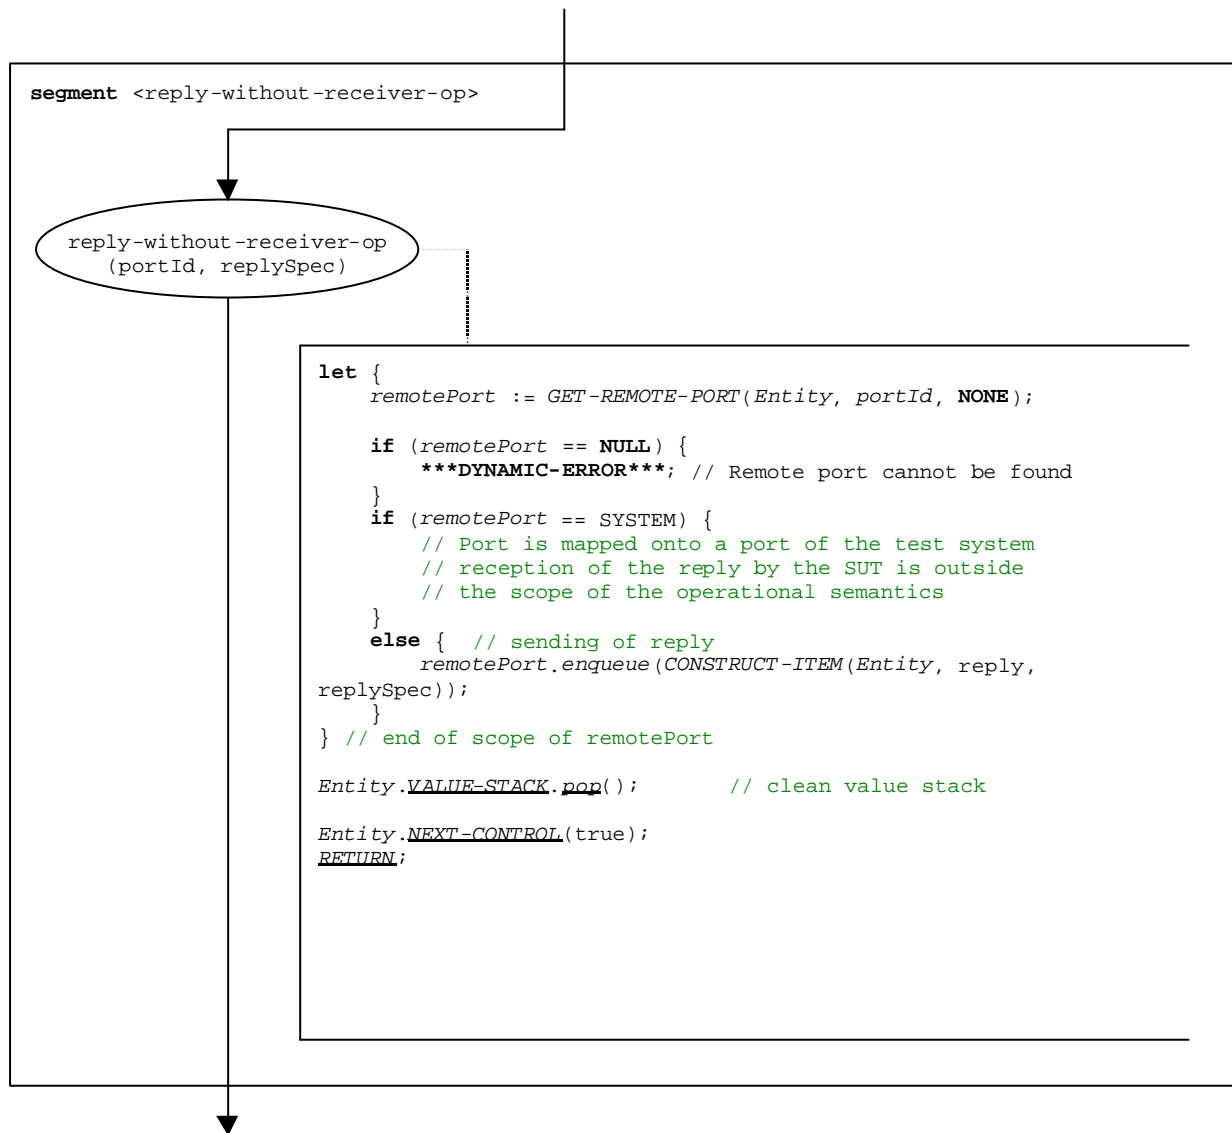 segment <reply-without-receiver-op>
reply-without-receiver-op
(portId, replySpec)
let {
remotePort := GET-REMOTE-PORT(Entity, portId, NONE);
if (remotePort == NULL) {
***DYNAMIC-ERROR***; // Remote port cannot be found
}
if (remotePort == SYSTEM) {
// Port is mapped onto a port of the test system
// reception of the reply by the SUT is outside
// the scope of the operational semantics
}
else { // sending of reply
remotePort.enqueue(CONSTRUCT-ITEM(Entity, reply,
replySpec));
}
} // end of scope of remotePort
Entity.VALUE-STACK.pop(); // clean value stack
Entity.NEXT-CONTROL(true);
RETURN;